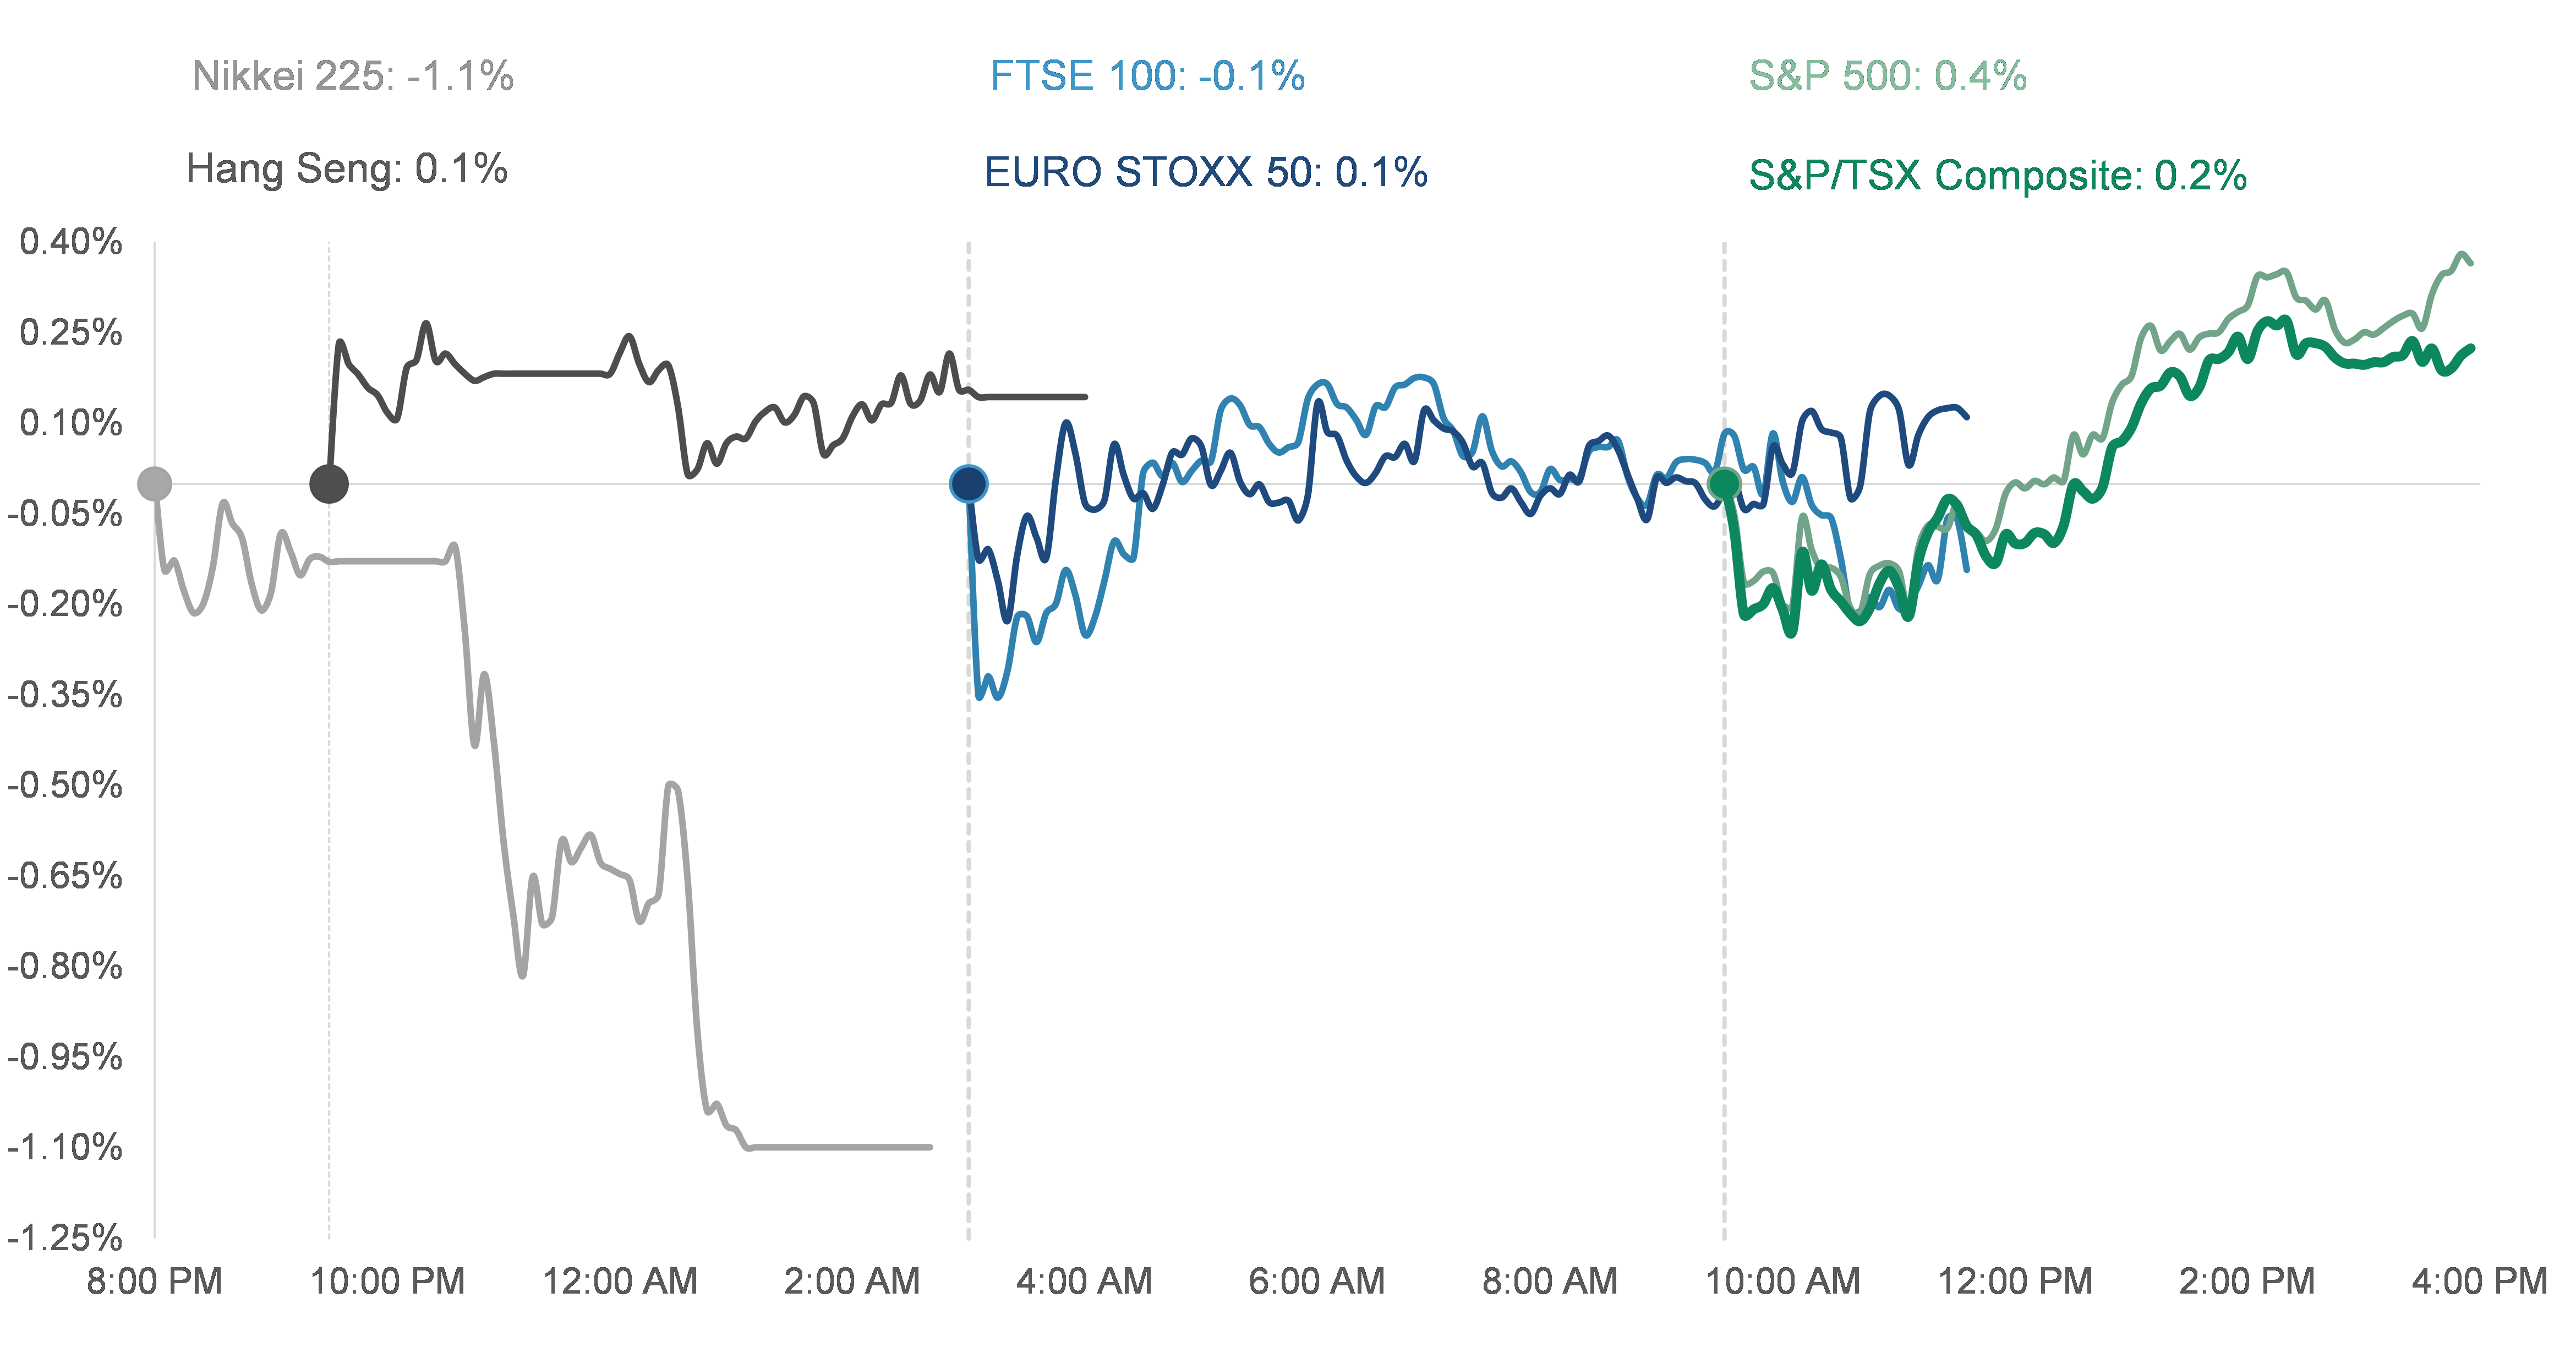 Nikkei 225: -1.1%
Hang Seng: 0.1%
FTSE 100: -0.1%
EURO STOXX 50: 0.1%
S&P 500: 0.4%
S&P/TSX Composite: 0.2%
0.40%
0.25%
0.10%
-0.05%
-0.20%
-0.35%
-0.50%
-0.65%
-0.80%
-0.95%
-1.10%
-1.25%
8:00 PM 10:00 PM 12:00 AM 2:00 AM 4:00 AM 6:00 AM 8:00 AM 10:00 AM 12:00 PM 2:00 PM 4:00 PM